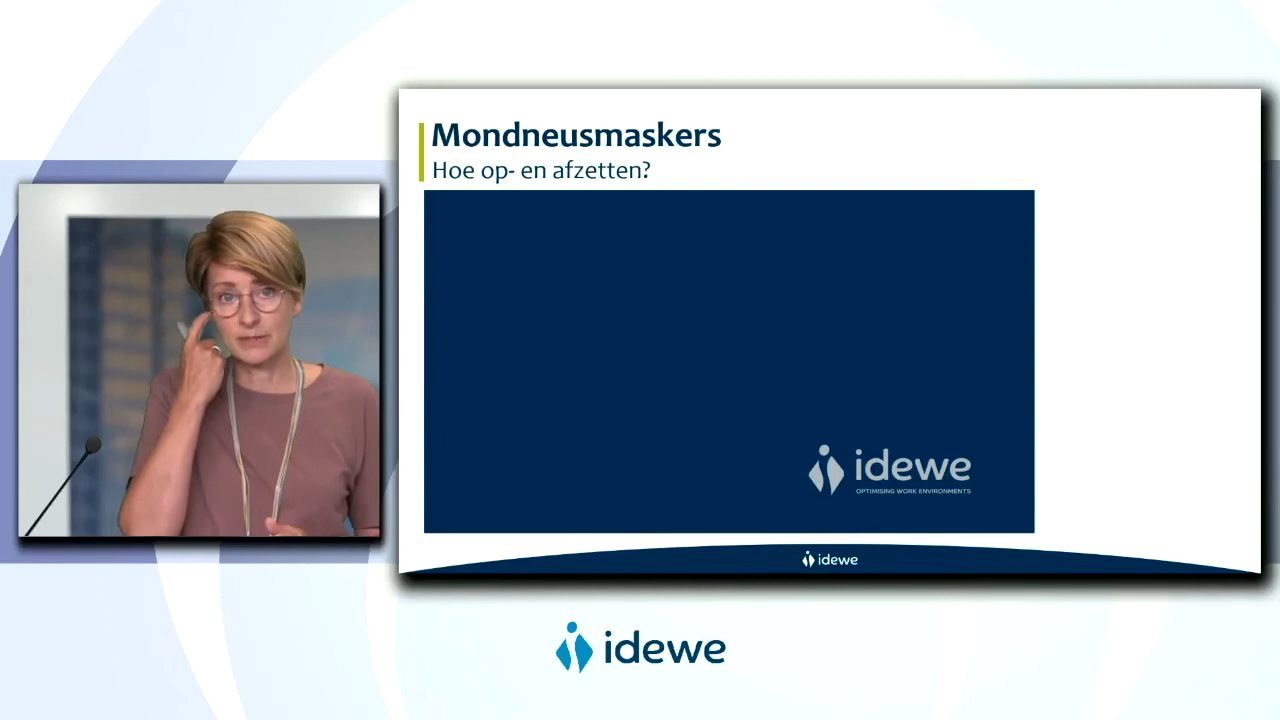 Mondneusmaskers
Hoe op- en afzetten?
idewe
OPTIMISING WORK ENVIRONMENTS
idewe
idewe